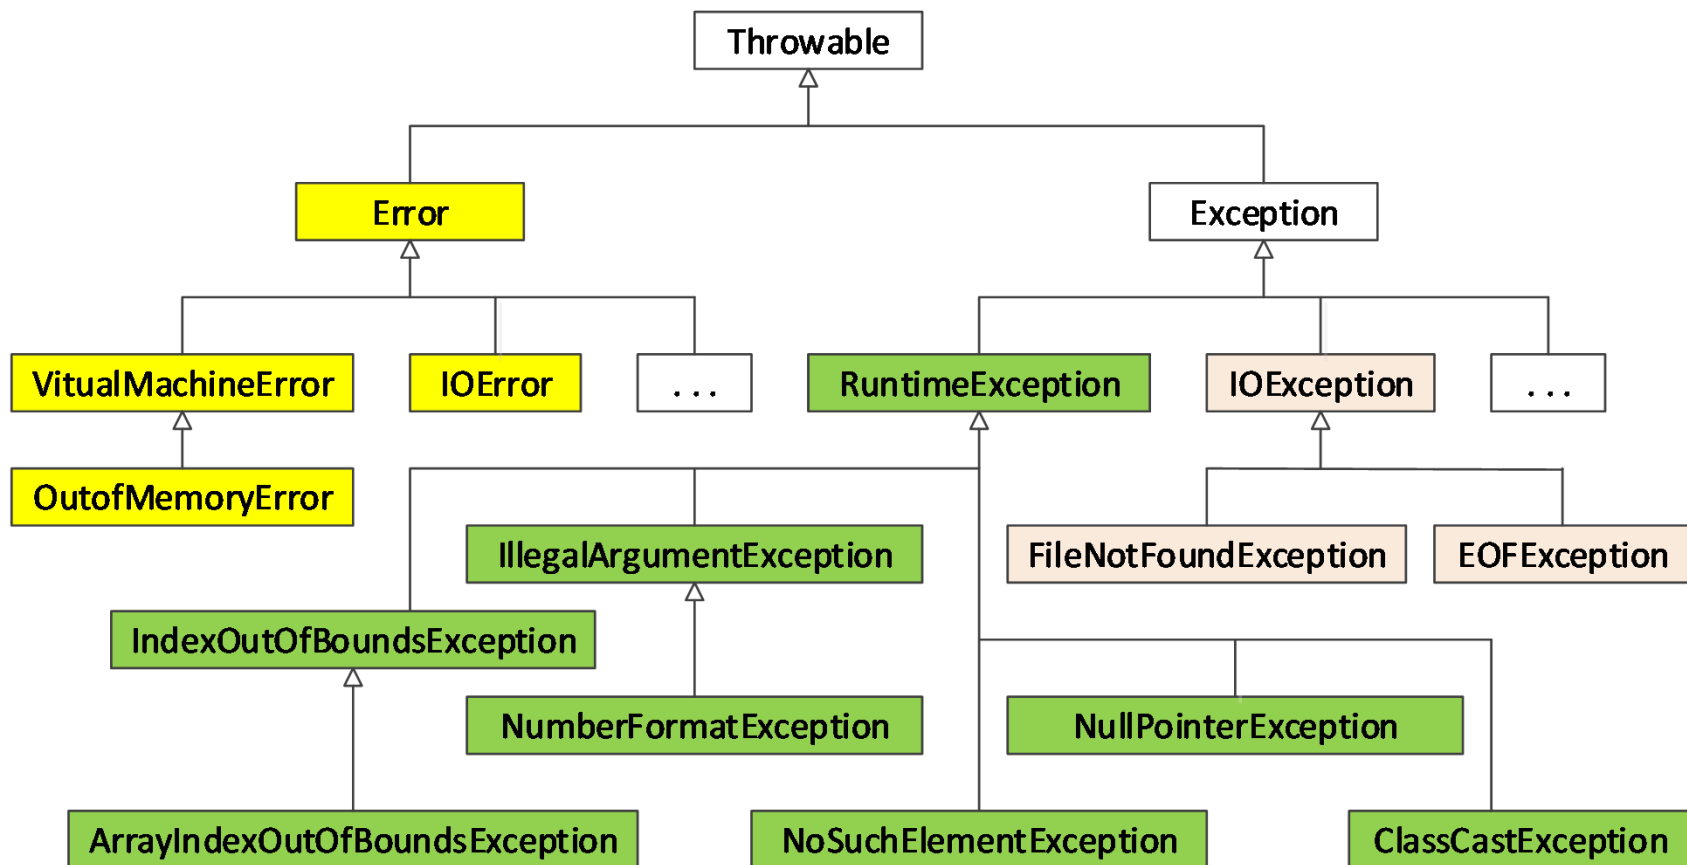 Throwable
Error
Exception
VitualMachineError
IOError
...
RuntimeException
IOException
...
OutofMemoryError
IllegalArgumentException
FileNotFoundException
EOFException
IndexOutOfBoundsException
NumberFormatException
NullPointerException
ArrayIndexOutOfBoundsException
NoSuchElementException
ClassCastException